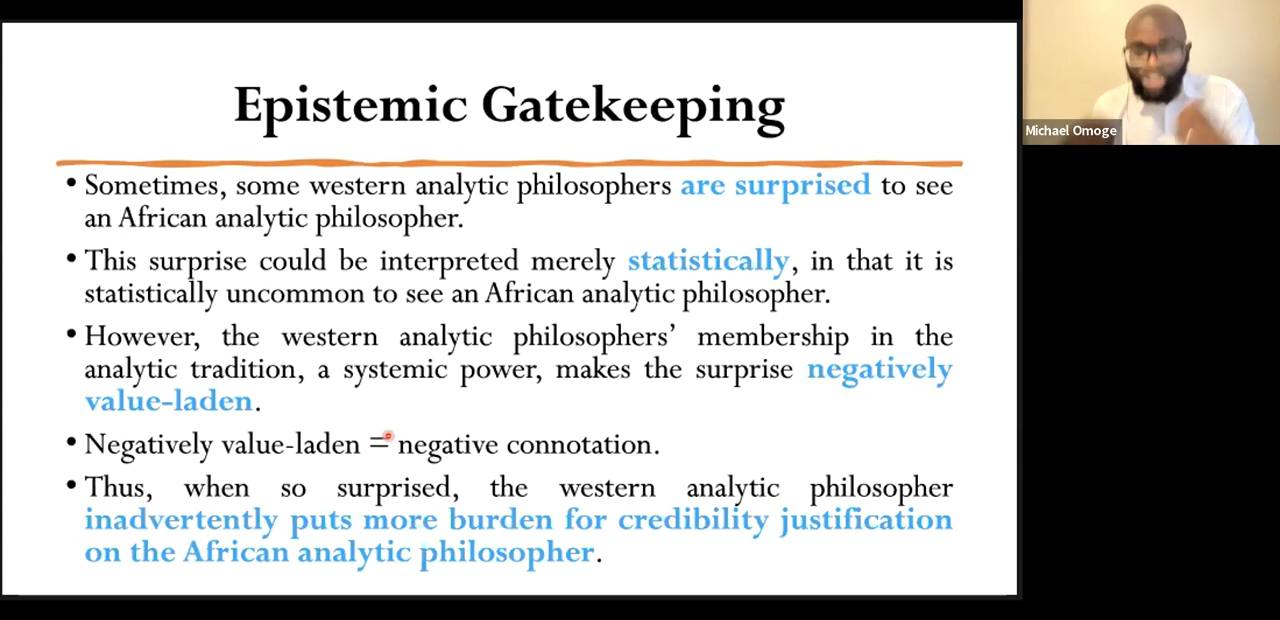 Epistemic Gatekeeping
• Sometimes, some western analytic philosophers are surprised to see
an African analytic philosopher.
• This surprise could be interpreted merely statistically, in that it is
statistically uncommon to see an African analytic philosopher.
• However, the western analytic philosophers’ membership in the
analytic tradition, a systemic power, makes the surprise negatively
value-laden.
• Negatively value-laden = negative connotation.
• Thus, when so surprised, the western analytic philosopher
inadvertently puts more burden for credibility justification
on the African analytic philosopher.
Michael Omoge